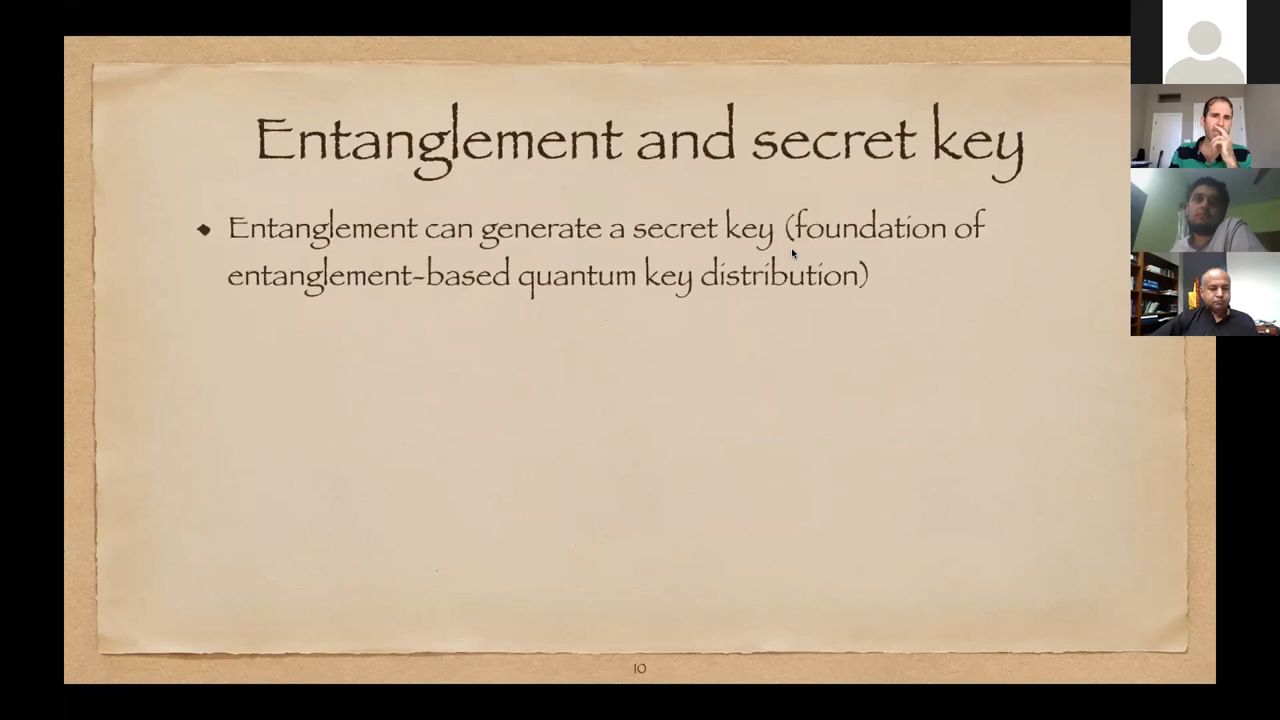 Entanglement and secret key
◆ Entanglement can generate a secret key (foundation of
entanglement-based quantum key distribution)
10